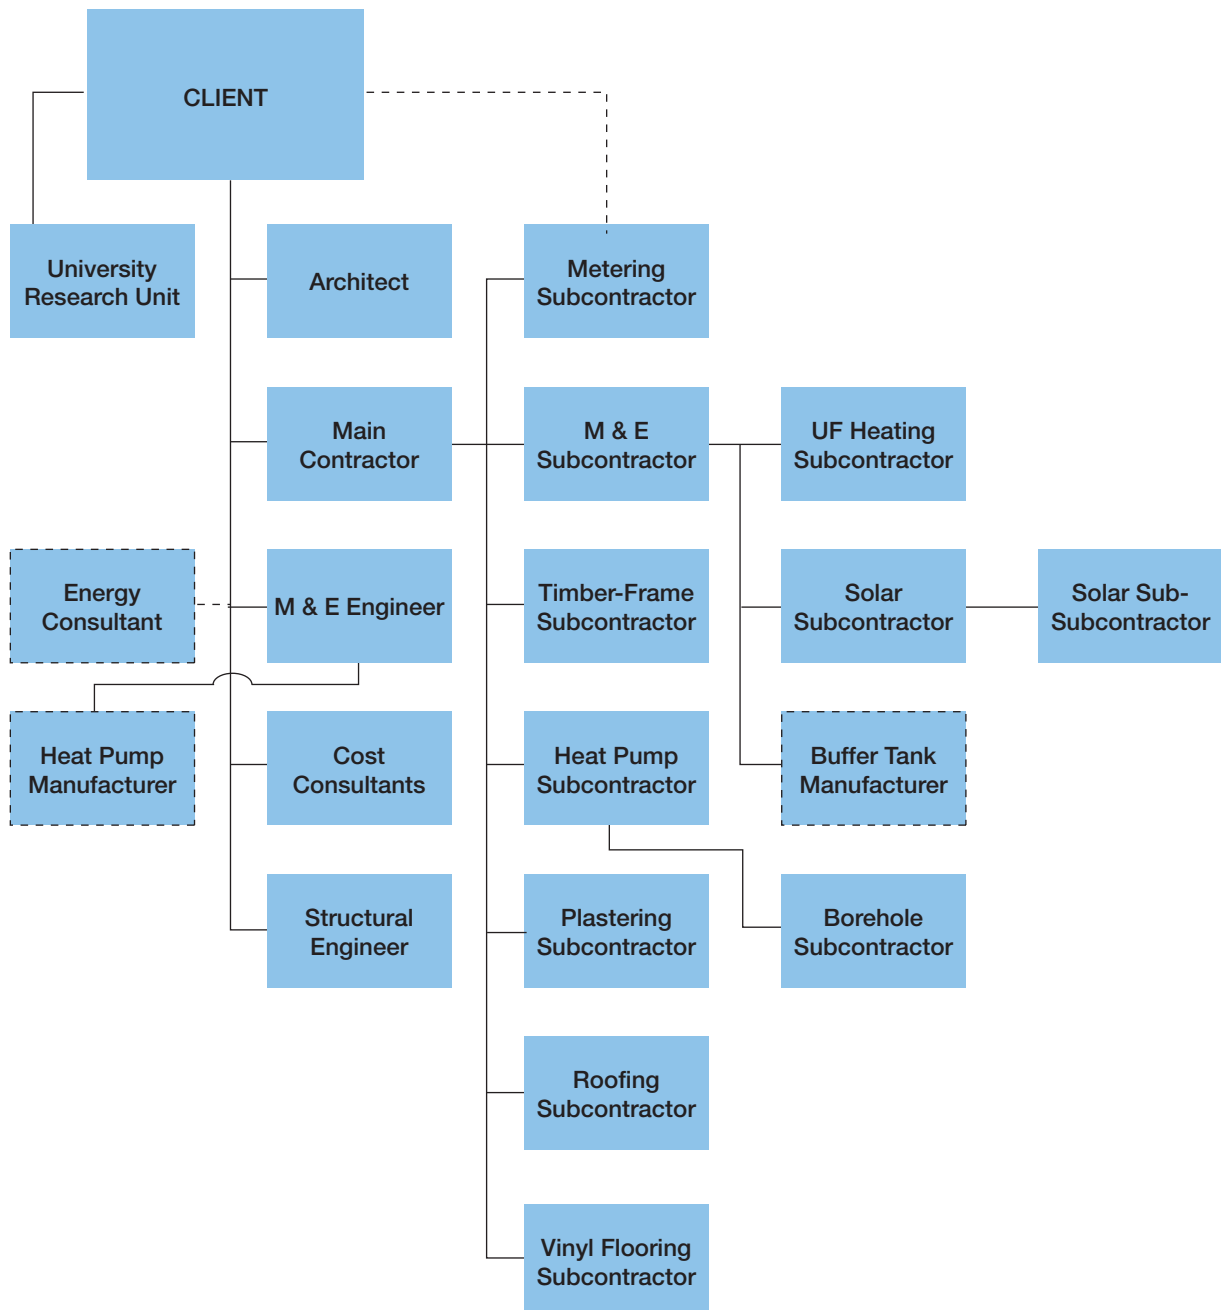 CLIENT
University
Research Unit
Architect
Metering
Subcontractor
Main
Contractor
M & E
Subcontractor
UF Heating
Subcontractor
Energy
Consultant
M & E Engineer
Timber-Frame
Subcontractor
Solar
Subcontractor
Solar Sub-
Subcontractor
Heat Pump
Manufacturer
Cost
Consultants
Heat Pump
Subcontractor
Buffer Tank
Manufacturer
Structural
Engineer
Plastering
Subcontractor
Borehole
Subcontractor
Roofing
Subcontractor
Vinyl Flooring
Subcontractor